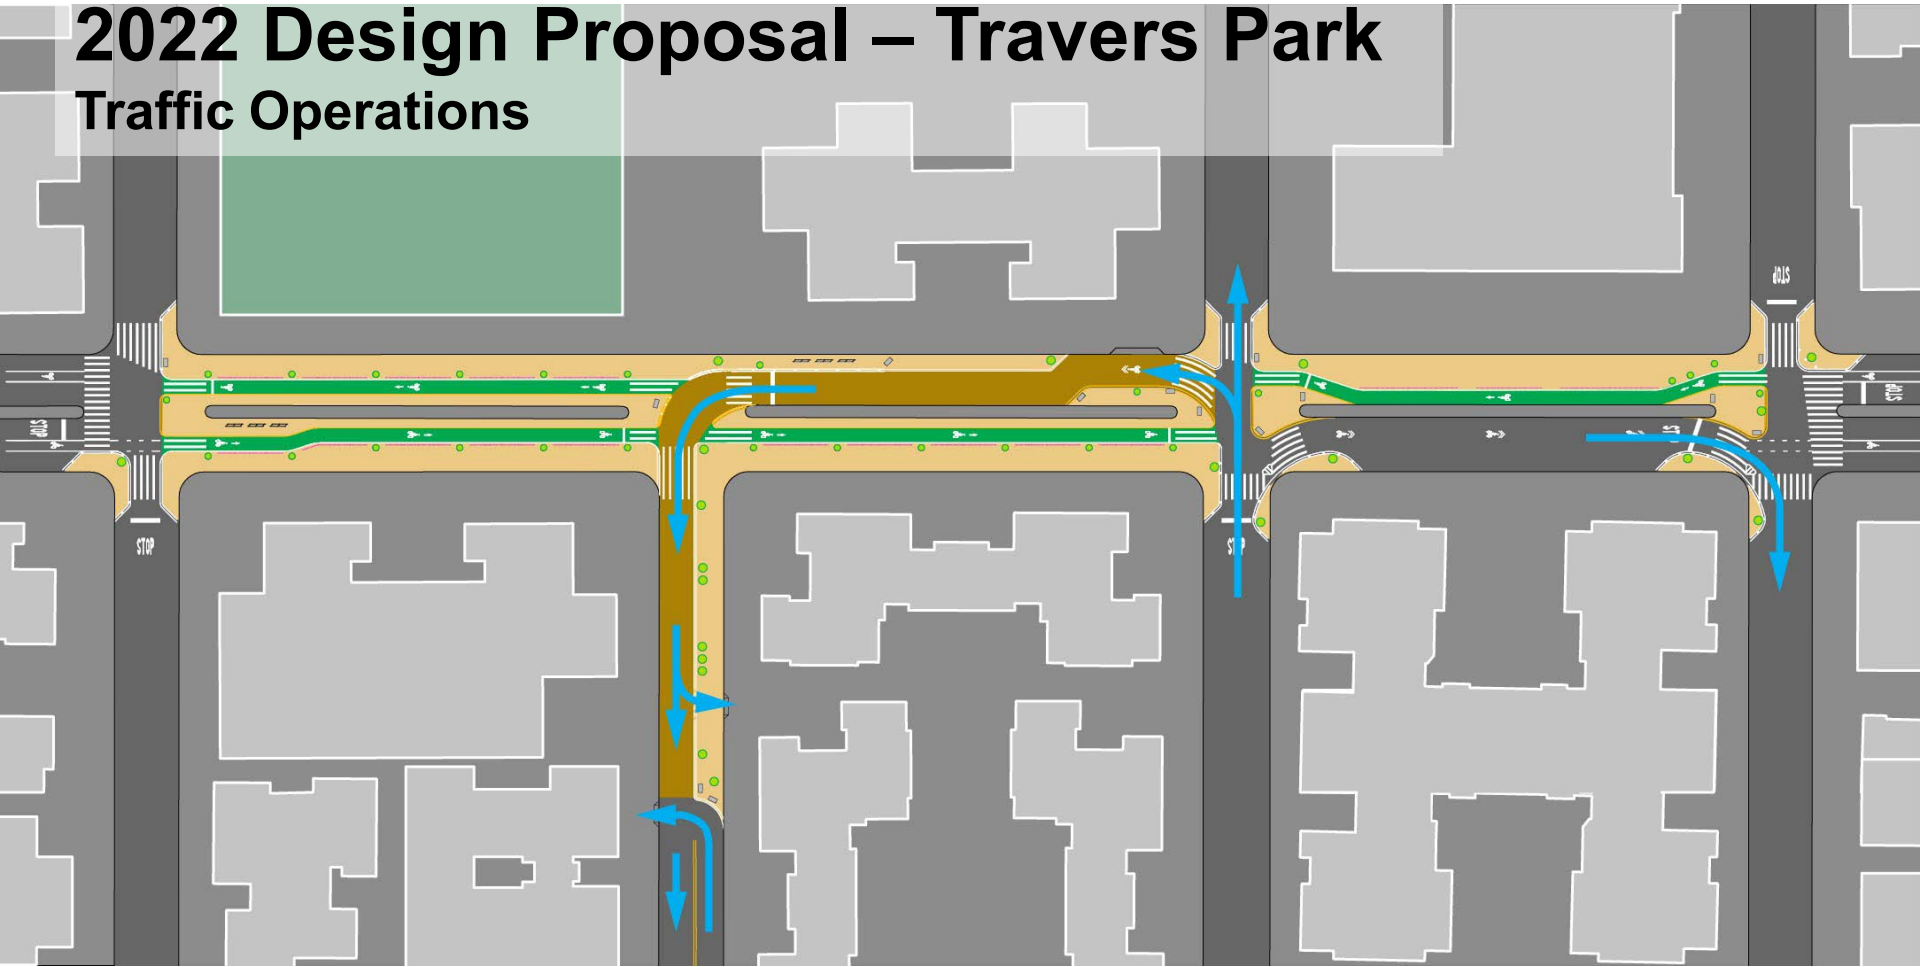 2022 Design Proposal – Travers Park
Traffic Operations
STOP
STOP
STOP
STOP
STOP